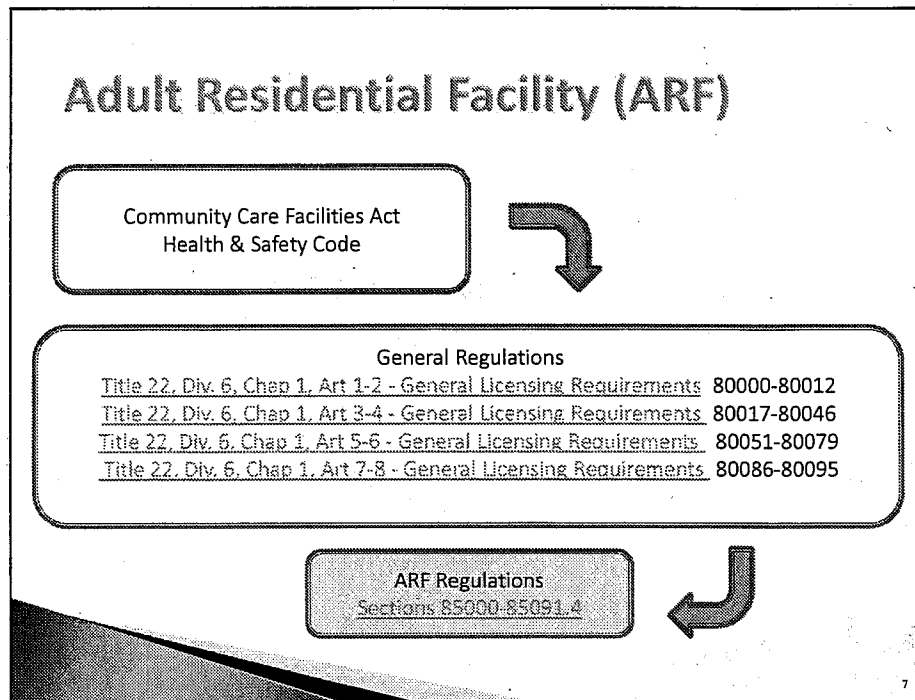 Adult Residential Facility (ARF)
Community Care Facilities Act
Health & Safety Code
General Regulations
Title 22, Div. 6, Chap 1, Art 1-2 - General Licensing Requirements 80000-80012
Title 22, Div. 6, Chap 1, Art 3-4 - General Licensing Requirements 80017-80046
Title 22, Div. 6, Chap 1, Art 5-6 - General Licensing Requirements 80051-80079
Title 22, Div. 6, Chap 1, Art 7-8 - General Licensing Requirements 80086-80095
ARF Regulations
Sections 85000-85091.4
7